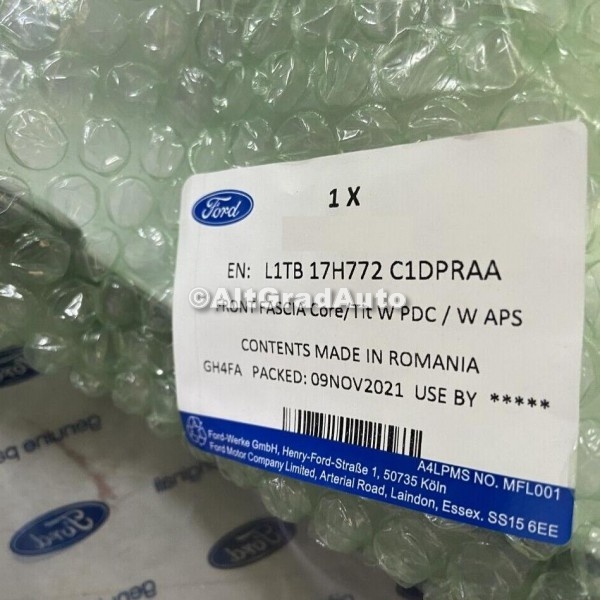 Ford
1 X
EN: L1TB 17H772 C1DPRAA
©AltGradAuto
FRONT FASCIA Core/Tit W PDC / W APS
CONTENTS MADE IN ROMANIA
GH4FA PACKED: 09NOV2021 USE BY *****
A4LPMS NO. MFL001
Ford-Werke GmbH, Henry-Ford-Straße 1, 50735 Köln
Ford Motor Company Limited, Arterial Road, Laindon, Essex. SS15 6EE
genuine
Ford
Ford
genuin